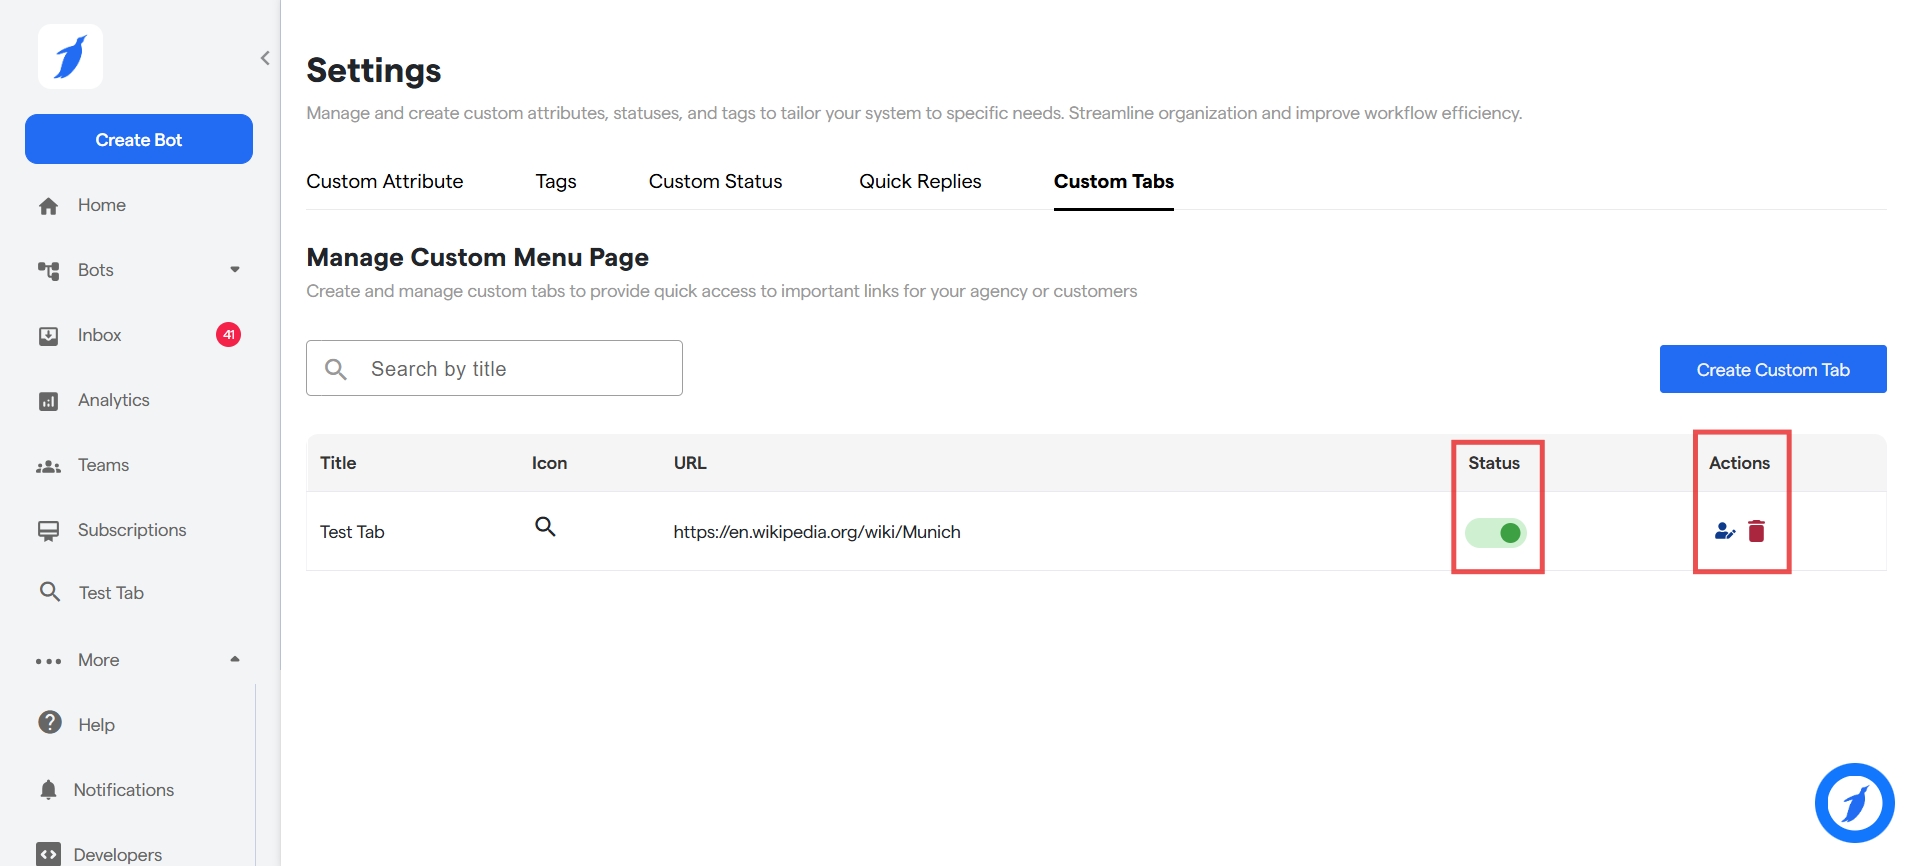 Create Bot
Home
Bots
Inbox 41
Analytics
Teams
Subscriptions
Test Tab
More
Help
Notifications
Developers
Settings
Manage and create custom attributes, statuses, and tags to tailor your system to specific needs. Streamline organization and improve workflow efficiency.
Custom Attribute Tags Custom Status Quick Replies Custom Tabs
Manage Custom Menu Page
Create and manage custom tabs to provide quick access to important links for your agency or customers
Search by title
Create Custom Tab
Title Icon URL Status Actions
Test Tab https://en.wikipedia.org/wiki/Munich